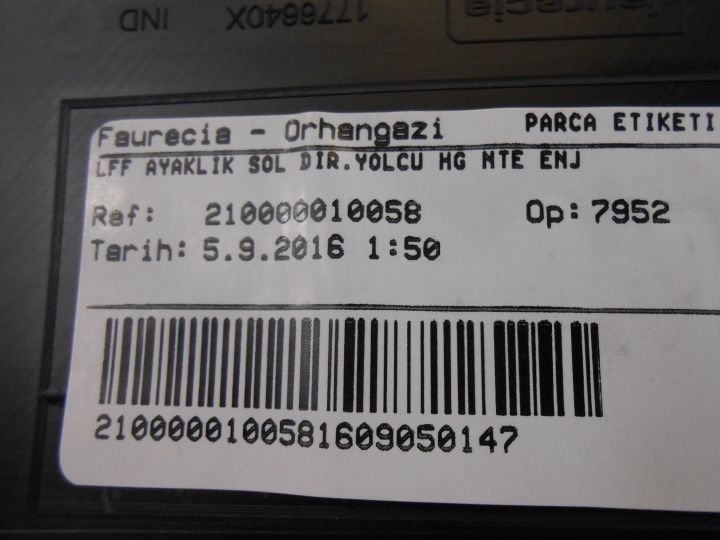 Faurecia
1776640X
IND
Faurecia - Orhangazi PARCA ETIKETI
LFF AYAKLIK SOL DIR.YOLCU HG NTE ENJ
Ref: 210000010058 Op: 7952
Tarih: 5.9.2016 1:50
2100000100581609050147